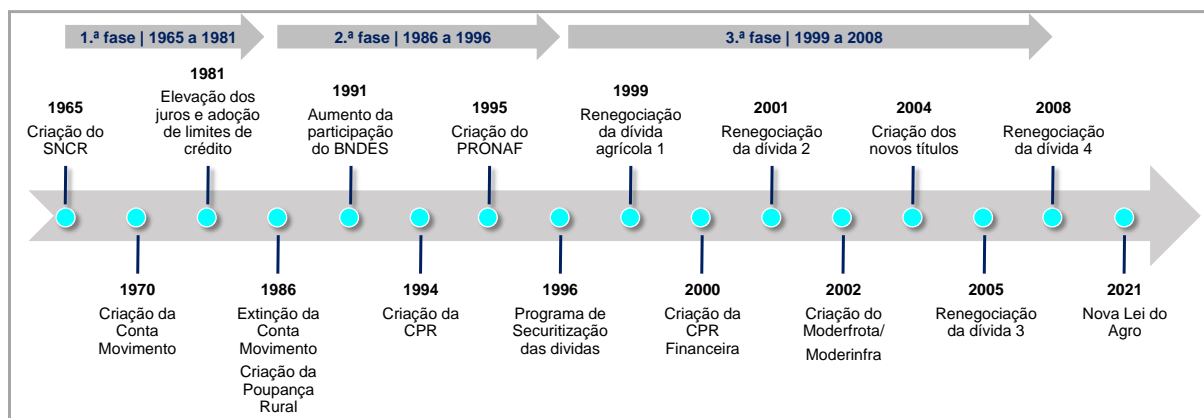 1.ª fase | 1965 a 1981
2.ª fase | 1986 a 1996
3.ª fase | 1999 a 2008
1965
Criação do
SNCR
1981
Elevação dos
juros e adoção
de limites de
crédito
1991
Aumento da
participação
do BNDES
1995
Criação do
PRONAF
1999
Renegociação
da dívida
agrícola 1
2001
Renegociação
da dívida 2
2004
Criação dos
novos títulos
2008
Renegociação
da dívida 4
1970
Criação da
Conta
Movimento
1986
Extinção da
Conta
Movimento
Criação da
Poupança
Rural
1994
Criação da
CPR
1996
Programa de
Securitização
das dividas
2000
Criação da
CPR
Financeira
2002
Criação do
Moderfrota/
Moderinfra
2005
Renegociação
da dívida 3
2021
Nova Lei do
Agro